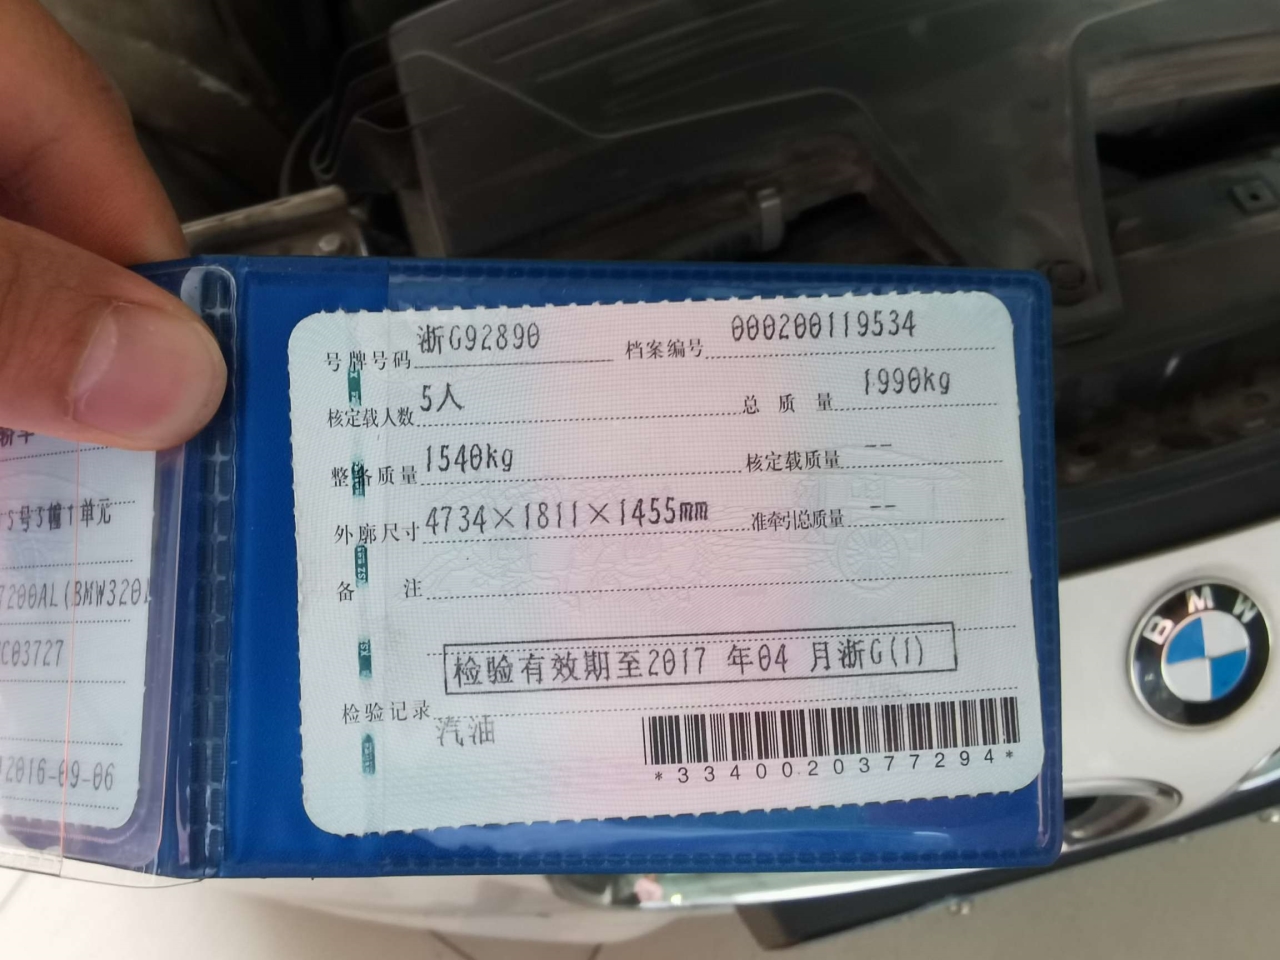 号牌号码 浙G92890 档案编号 000200119534
核定载人数 5人 总质量 1990kg
整备质量 1540kg 核定载质量 --
外廓尺寸 4734×1811×1455mm 准牵引总质量 --
备注
检验有效期至2017 年04 月浙G(1)
检验记录
汽油
*3340020377294*
号3幢1单元
7200AL(BMW320
C03727
2016-09-06
BMW